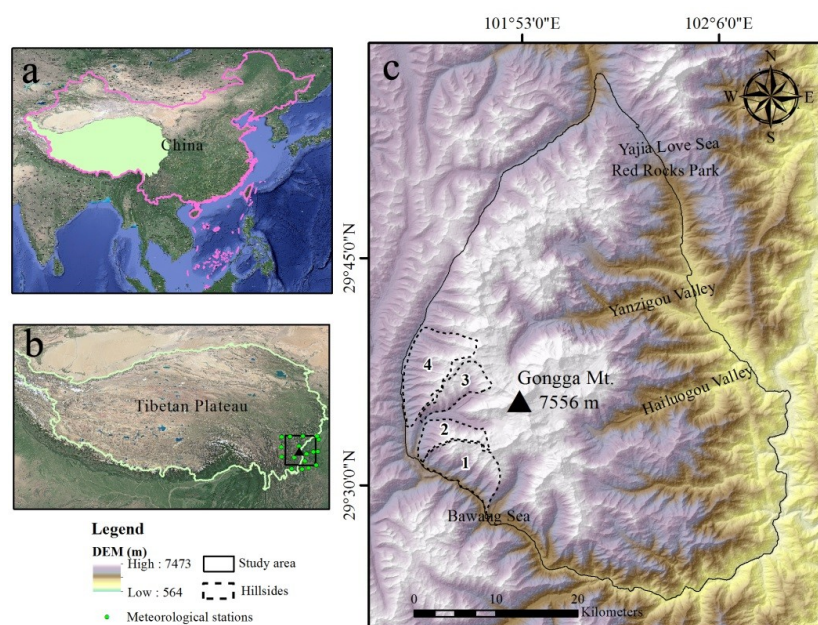 a
China
b
Tibetan Plateau
Legend
DEM (m)
High : 7473
Low : 564
Study area
Hillsides
Meteorological stations
101°53'0"E
102°6'0"E
29°45'0"N
29°30'0"N
c
N
W
E
S
Yajia Love Sea
Red Rocks Park
Yanzigou Valley
Hailuogou Valley
Gongga Mt.
7556 m
4
3
2
1
Bawang Sea
0
10
20
Kilometers